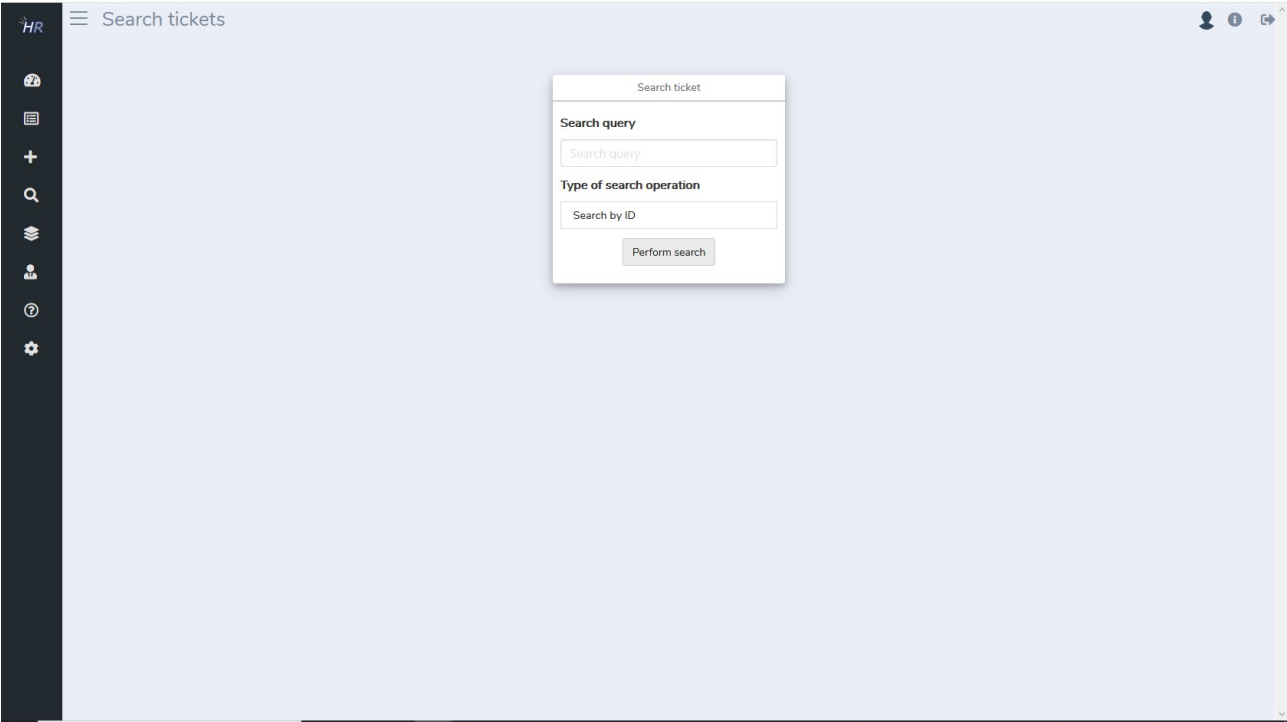 HR
Search tickets
Search ticket
Search query
Search query
Type of search operation
Search by ID
Perform search